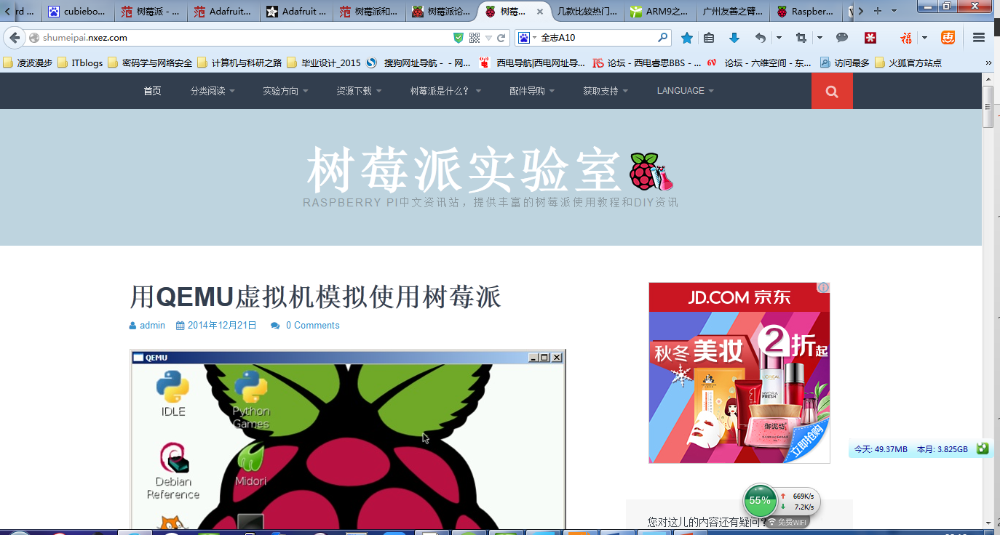 rd ...
cubiebo...
树莓派 - ...
Adafruit...
Adafruit ...
树莓派和...
树莓派论...
树莓...
几款比较热门...
ARM9之...
广州友善之臂...
Raspber...
shumeipai.nxez.com
全志A10
凌波漫步
ITblogs
密码学与网络安全
计算机与科研之路
毕业设计_2015
搜狗网址导航 - - 网...
西电导航|西电网址导...
RS 论坛 - 西电睿思BBS - ...
6V 论坛 - 六维空间 - 东...
访问最多
火狐官方站点
首页
分类阅读
实验方向
资源下载
树莓派是什么？
配件导购
获取支持
LANGUAGE
树莓派实验室
RASPBERRY PI中文资讯站，提供丰富的树莓派使用教程和DIY资讯
用QEMU虚拟机模拟使用树莓派
admin
2014年12月21日
0 Comments
QEMU
IDLE
Python
Games
Debian
Reference
Midori
JD.COM 京东
秋冬美妆2折起
L'OREAL
HYDRA
FRESH
御泥坊
立即抢购
今天: 49.37MB
本月: 3.825GB
55%
669K/s
7.2K/s
免费WIFI
您对这儿的内容还有疑问？